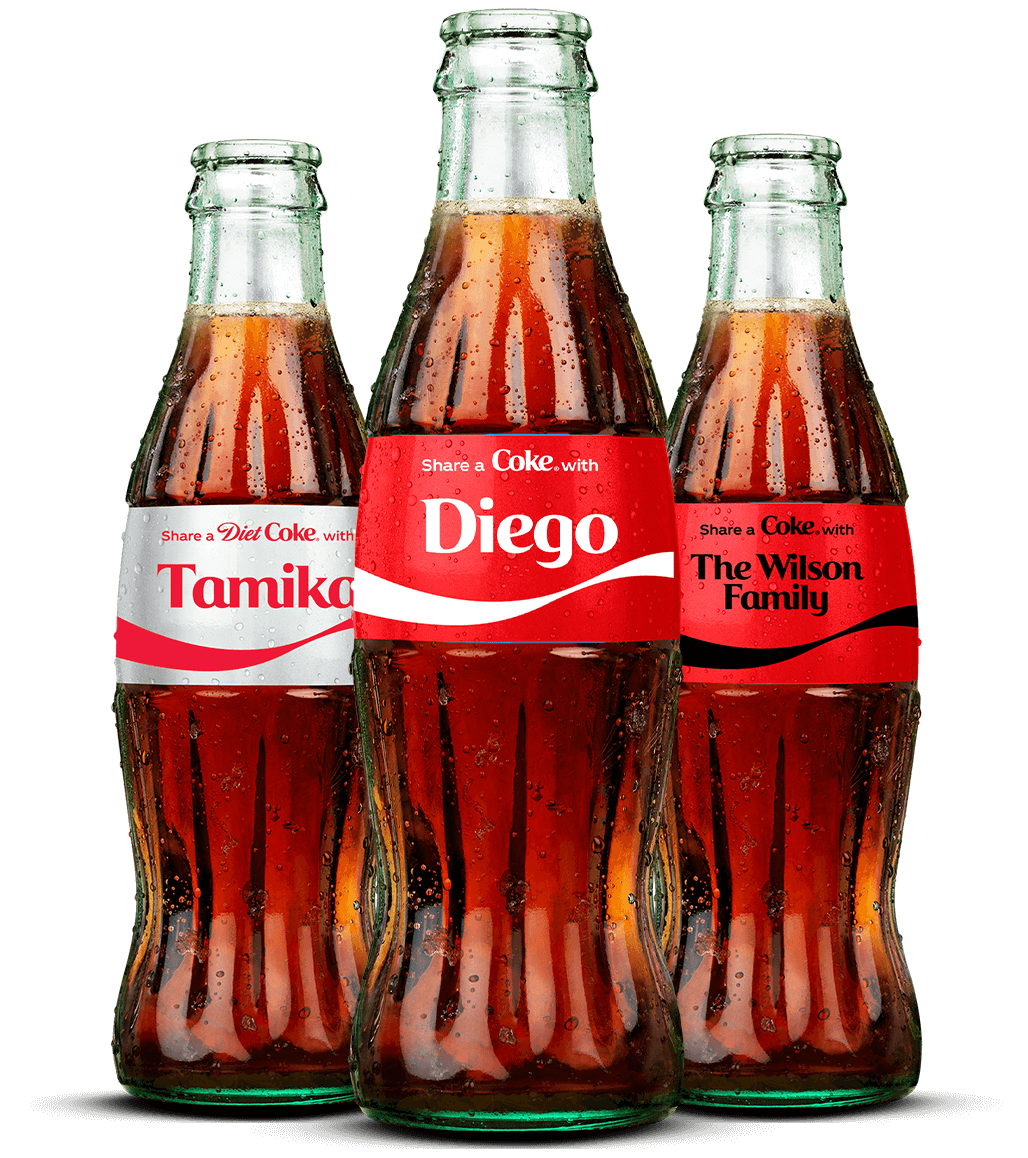 Share a Diet Coke® with
Tamika
Share a Coke® with
Diego
Share a Coke® with
The Wilson
Family